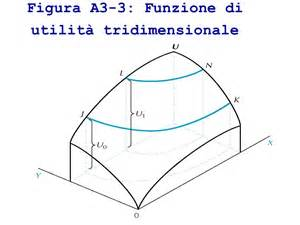 Figura A3-3: Funzione di
utilità tridimensionale
U
L
N
U₁
J
K
U₀
Y
X
0